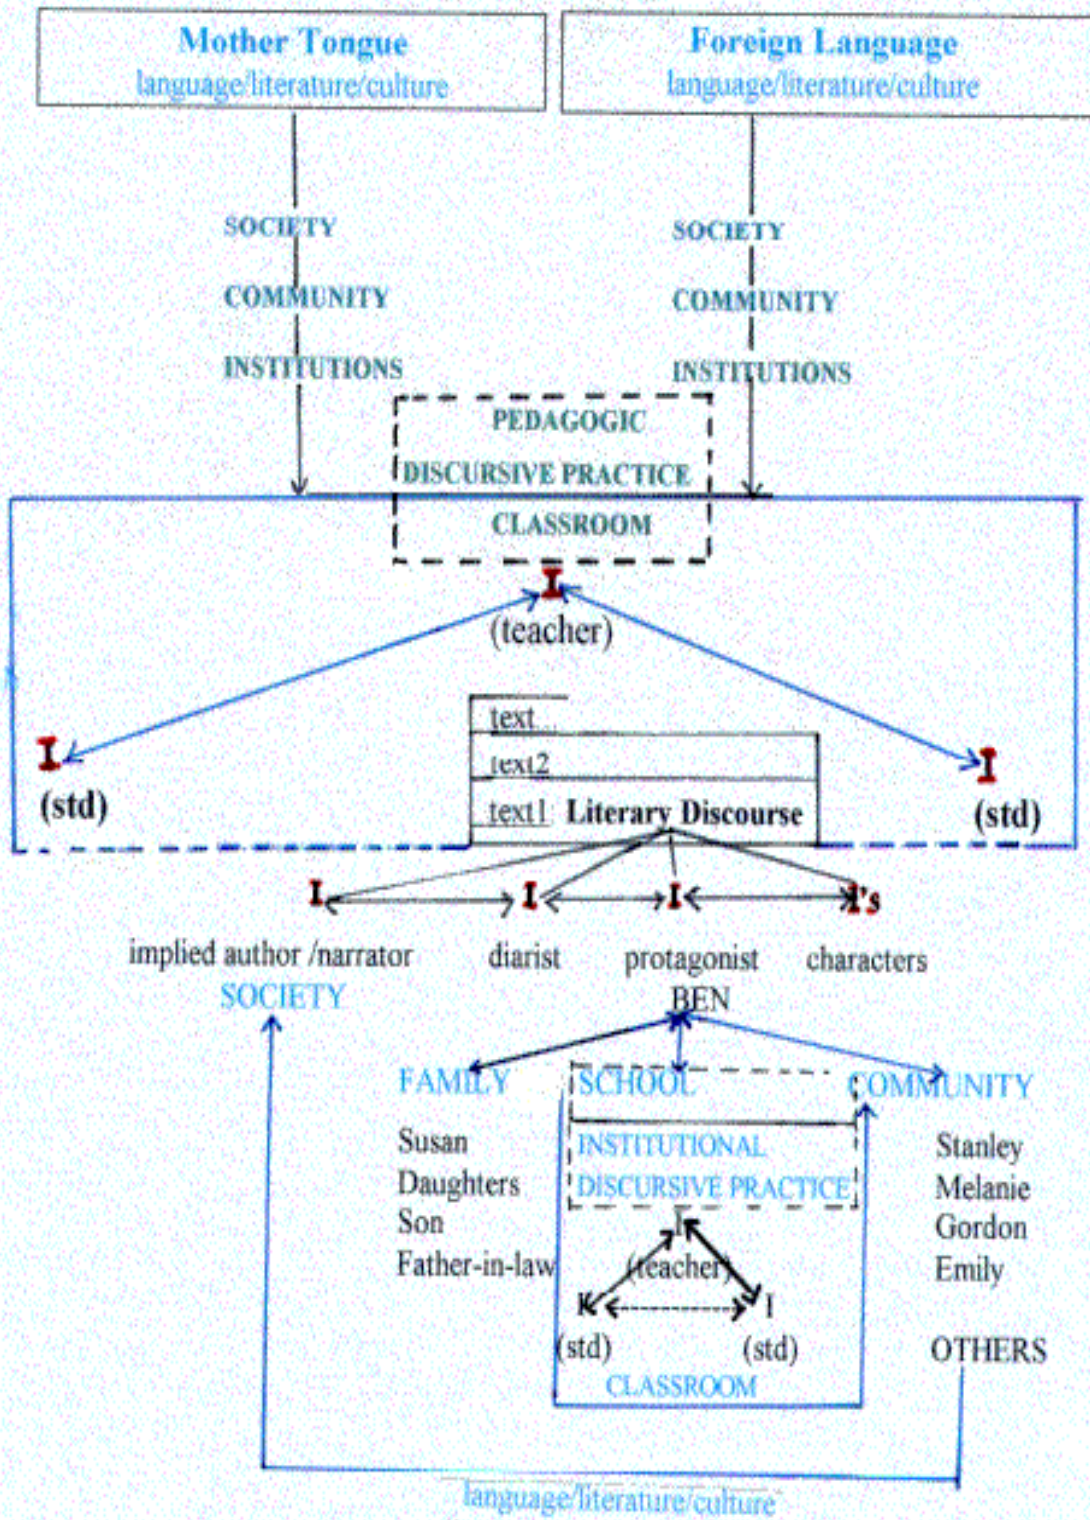 Mother Tongue
language/literature/culture
Foreign Language
language/literature/culture
SOCIETY
COMMUNITY
INSTITUTIONS
SOCIETY
COMMUNITY
INSTITUTIONS
PEDAGOGIC
DISCURSIVE PRACTICE
CLASSROOM
I
(teacher)
I
(std)
I
(std)
text...
text2
text1 Literary Discourse
I I I I's
implied author /narrator diarist protagonist characters
SOCIETY BEN
FAMILY SCHOOL COMMUNITY
Susan
Daughters
Son
Father-in-law
INSTITUTIONAL
DISCURSIVE PRACTICE
I
(teacher)
I I
(std) (std)
CLASSROOM
Stanley
Melanie
Gordon
Emily
OTHERS
language/literature/culture